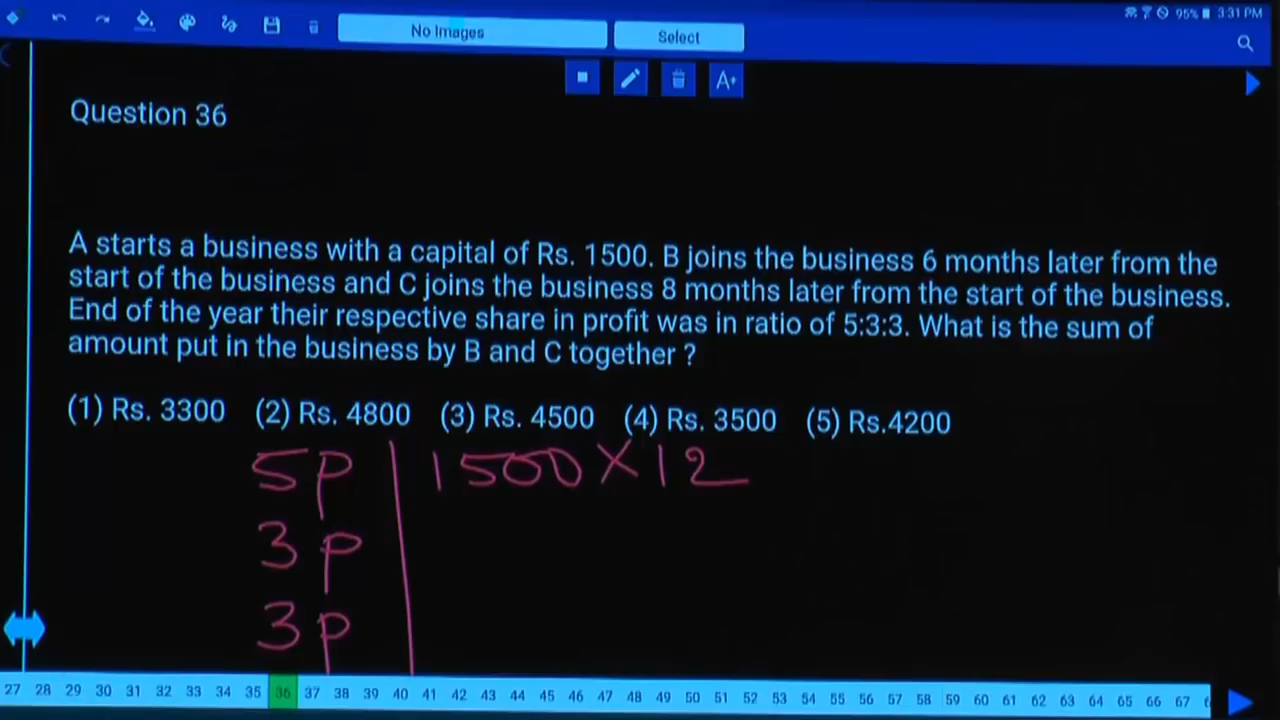 95% 3:31 PM
No Images Select
A+
Question 36
A starts a business with a capital of Rs. 1500. B joins the business 6 months later from the
start of the business and C joins the business 8 months later from the start of the business.
End of the year their respective share in profit was in ratio of 5:3:3. What is the sum of
amount put in the business by B and C together ?
(1) Rs. 3300 (2) Rs. 4800 (3) Rs. 4500 (4) Rs. 3500 (5) Rs.4200
5p 1500×12
3p
3p
27 28 29 30 31 32 33 34 35 36 37 38 39 40 41 42 43 44 45 46 47 48 49 50 51 52 53 54 55 56 57 58 59 60 61 62 63 64 65 66 67